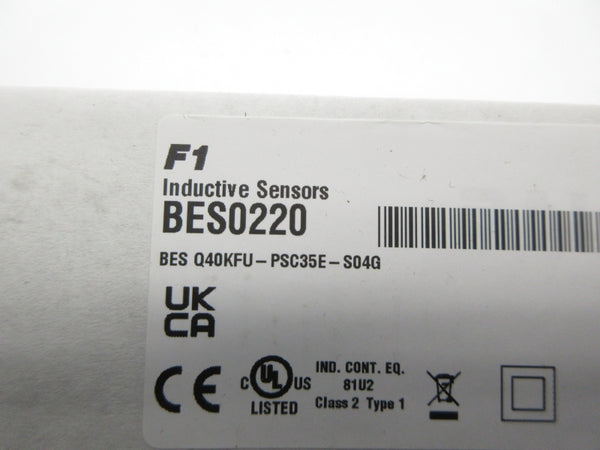 F1
Inductive Sensors
BES0220
BES Q40KFU-PSC35E-S04G
UK
CA
CE
C UL US
LISTED
IND. CONT. EQ.
81U2
Class 2 Type 1